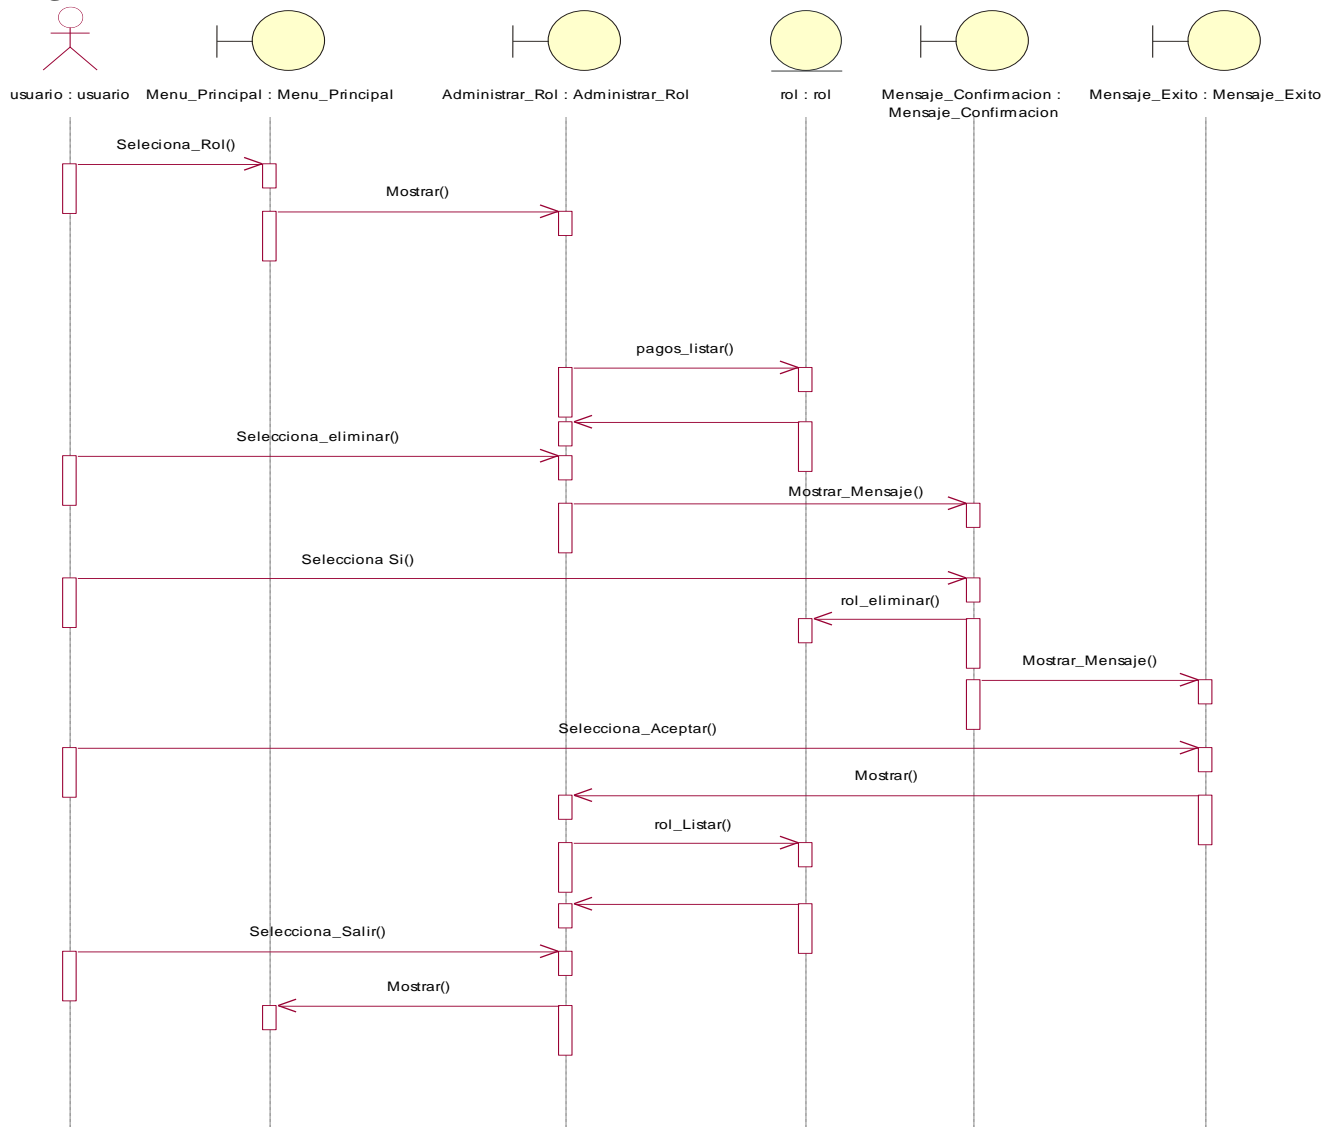 usuario : usuario
Menu_Principal : Menu_Principal
Administrar_Rol : Administrar_Rol
rol : rol
Mensaje_Confirmacion :
Mensaje_Confirmacion
Mensaje_Exito : Mensaje_Exito
Seleciona_Rol()
Mostrar()
pagos_listar()
Selecciona_eliminar()
Mostrar_Mensaje()
Selecciona Si()
rol_eliminar()
Mostrar_Mensaje()
Selecciona_Aceptar()
Mostrar()
rol_Listar()
Selecciona_Salir()
Mostrar()